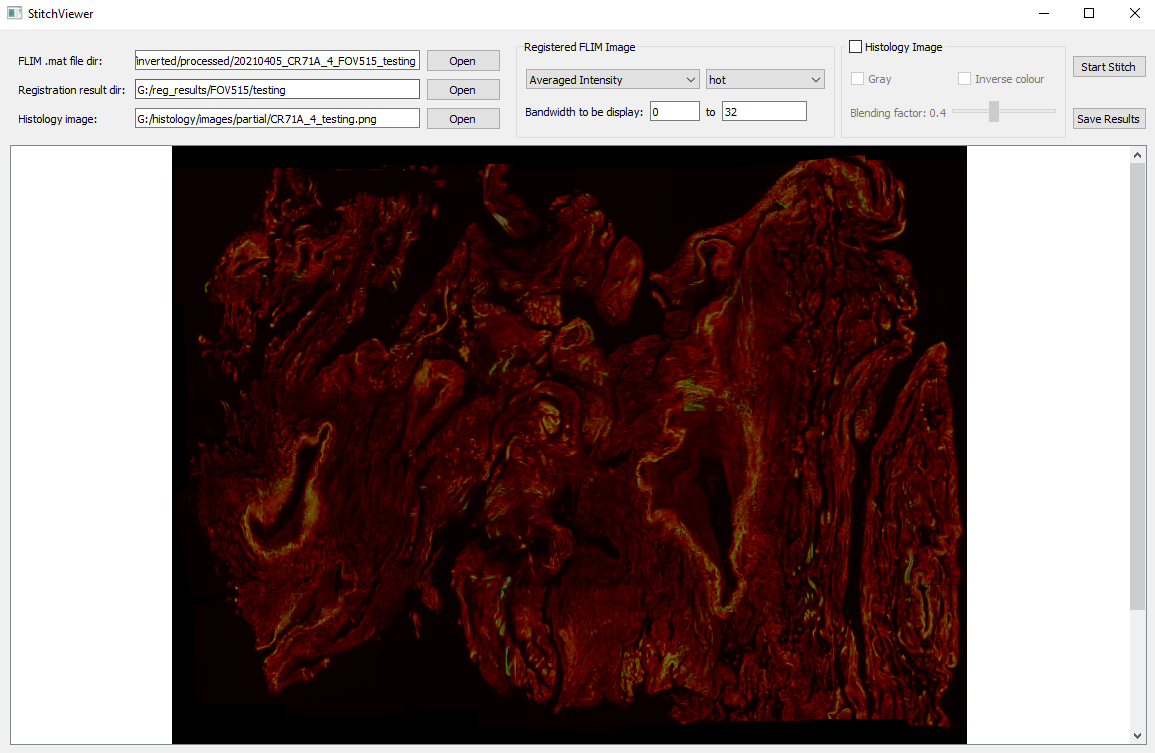 StitchViewer
FLIM .mat file dir:
inverted/processed/20210405_CR71A_4_FOV515_testing
Open
Registration result dir:
G:/reg_results/FOV515/testing
Open
Histology image:
G:/histology/images/partial/CR71A_4_testing.png
Open
Registered FLIM Image
Averaged Intensity
hot
Bandwidth to be display:
0
to
32
Histology Image
Gray
Inverse colour
Blending factor: 0.4
Start Stitch
Save Results